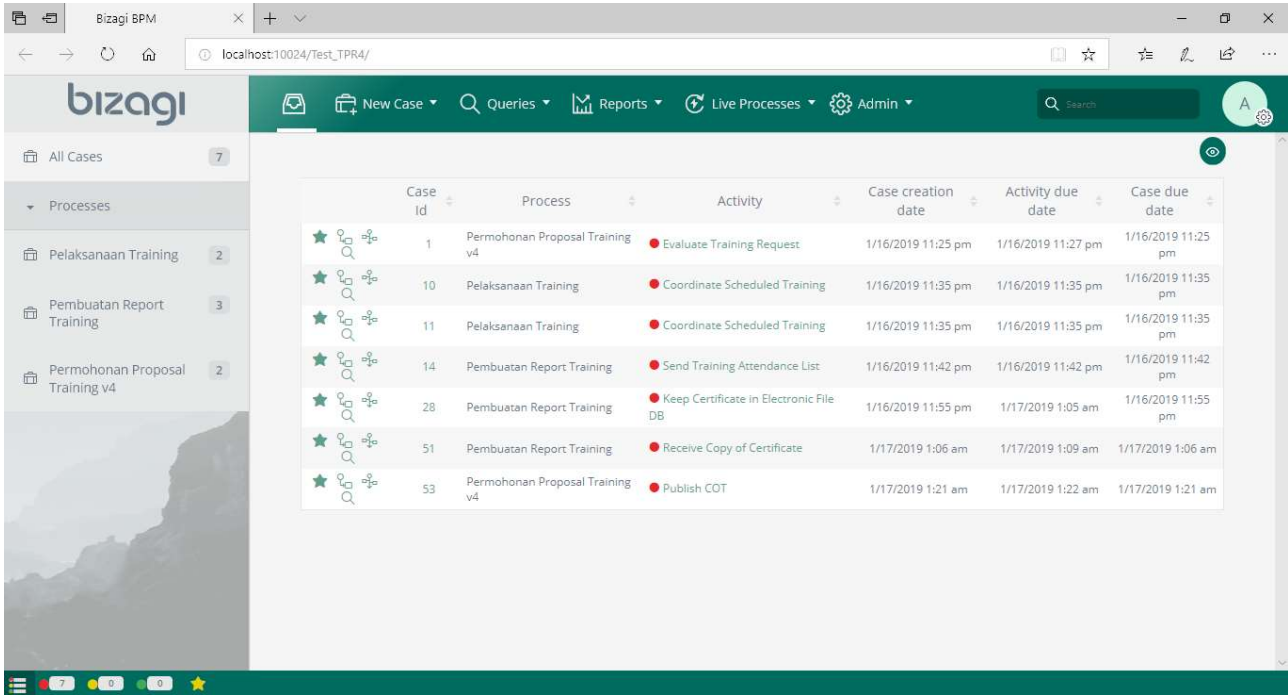 Bizagi BPM
localhost:10024/Test_TPR4/
bizagi
New Case
Queries
Reports
Live Processes
Admin
Search
A
All Cases
7
Processes
Pelaksanaan Training
2
Pembuatan Report
Training
3
Permohonan Proposal
Training v4
2
Case
Id
Process
Activity
Case creation
date
Activity due
date
Case due
date
1
Permohonan Proposal Training
v4
Evaluate Training Request
1/16/2019 11:25 pm
1/16/2019 11:27 pm
1/16/2019 11:25
pm
10
Pelaksanaan Training
Coordinate Scheduled Training
1/16/2019 11:35 pm
1/16/2019 11:35 pm
1/16/2019 11:35
pm
11
Pelaksanaan Training
Coordinate Scheduled Training
1/16/2019 11:35 pm
1/16/2019 11:35 pm
1/16/2019 11:35
pm
14
Pembuatan Report Training
Send Training Attendance List
1/16/2019 11:42 pm
1/16/2019 11:42 pm
1/16/2019 11:42
pm
28
Pembuatan Report Training
Keep Certificate in Electronic File
DB
1/16/2019 11:55 pm
1/17/2019 1:05 am
1/16/2019 11:55
pm
51
Pembuatan Report Training
Receive Copy of Certificate
1/17/2019 1:06 am
1/17/2019 1:09 am
1/17/2019 1:06 am
53
Permohonan Proposal Training
v4
Publish COT
1/17/2019 1:21 am
1/17/2019 1:22 am
1/17/2019 1:21 am
7
0
0